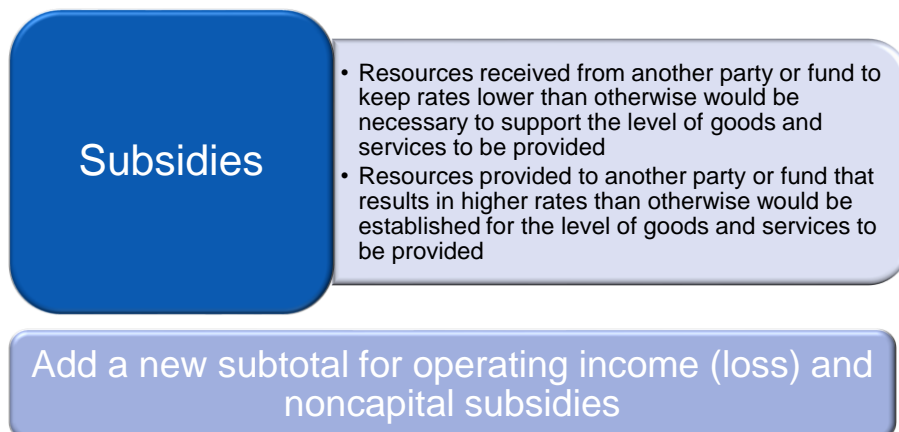 Subsidies
• Resources received from another party or fund to
keep rates lower than otherwise would be
necessary to support the level of goods and
services to be provided
• Resources provided to another party or fund that
results in higher rates than otherwise would be
established for the level of goods and services to
be provided
Add a new subtotal for operating income (loss) and
noncapital subsidies